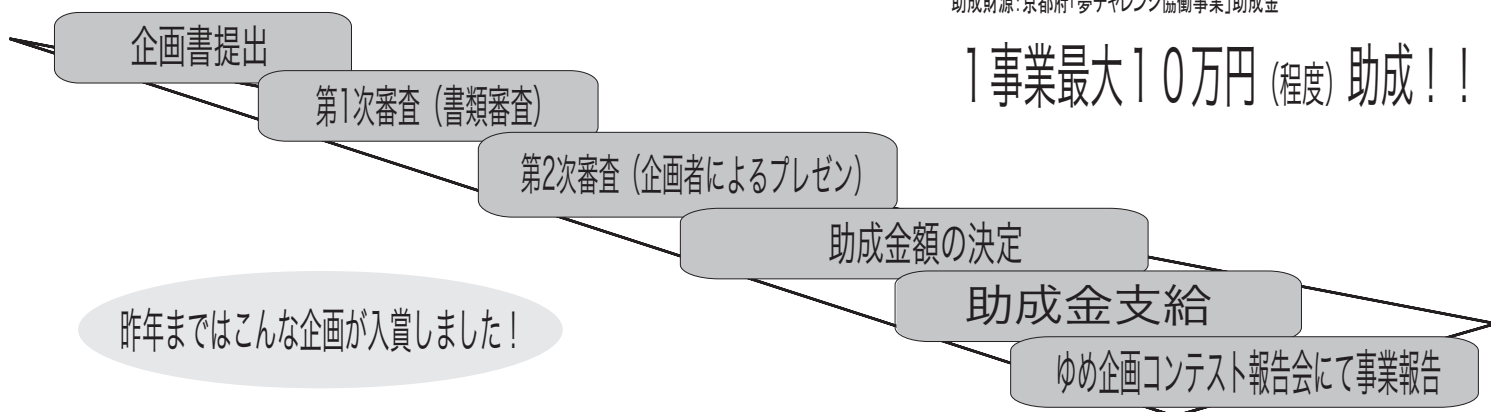 助成財源：京都府「夢チャレンジ協働事業」助成金
１事業最大１０万円（程度）助成！！
企画書提出
第1次審査（書類審査）
第2次審査（企画者によるプレゼン）
助成金額の決定
助成金支給
ゆめ企画コンテスト報告会にて事業報告
昨年まではこんな企画が入賞しました！